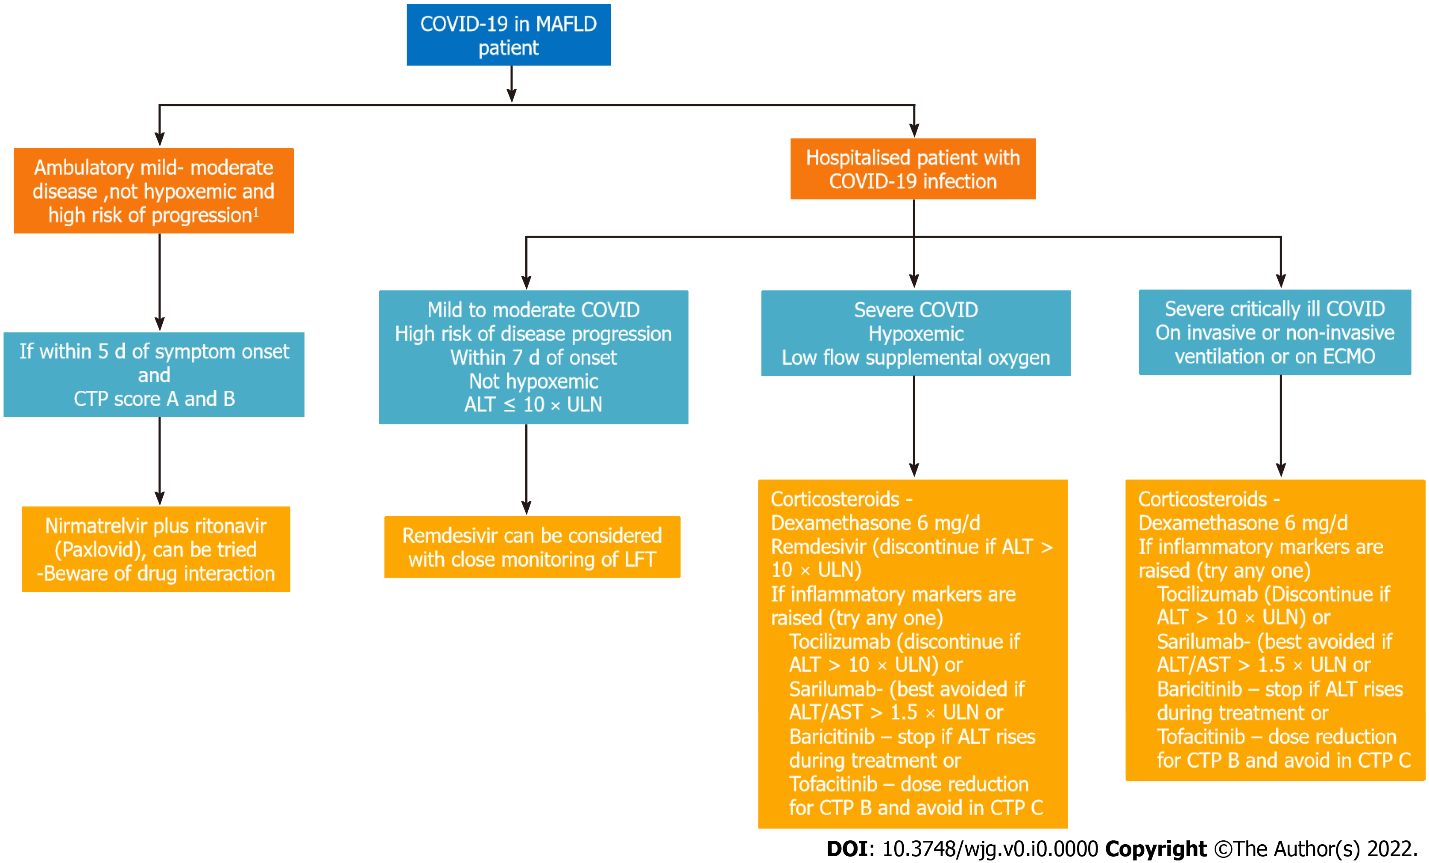 COVID-19 in MAFLD
patient
Ambulatory mild- moderate
disease ,not hypoxemic and
high risk of progression¹
Hospitalised patient with
COVID-19 infection
If within 5 d of symptom onset
and
CTP score A and B
Mild to moderate COVID
High risk of disease progression
Within 7 d of onset
Not hypoxemic
ALT ≤ 10 × ULN
Severe COVID
Hypoxemic
Low flow supplemental oxygen
Severe critically ill COVID
On invasive or non-invasive
ventilation or on ECMO
Nirmatrelvir plus ritonavir
(Paxlovid), can be tried
-Beware of drug interaction
Remdesivir can be considered
with close monitoring of LFT
Corticosteroids -
Dexamethasone 6 mg/d
Remdesivir (discontinue if ALT >
10 × ULN)
If inflammatory markers are
raised (try any one)
Tocilizumab (discontinue if
ALT > 10 × ULN) or
Sarilumab- (best avoided if
ALT/AST > 1.5 × ULN or
Baricitinib – stop if ALT rises
during treatment or
Tofacitinib – dose reduction
for CTP B and avoid in CTP C
Corticosteroids -
Dexamethasone 6 mg/d
If inflammatory markers are
raised (try any one)
Tocilizumab (Discontinue if
ALT > 10 × ULN) or
Sarilumab- (best avoided if
ALT/AST > 1.5 × ULN or
Baricitinib – stop if ALT rises
during treatment or
Tofacitinib – dose reduction
for CTP B and avoid in CTP C
DOI: 10.3748/wjg.v0.i0.0000 Copyright ©The Author(s) 2022.